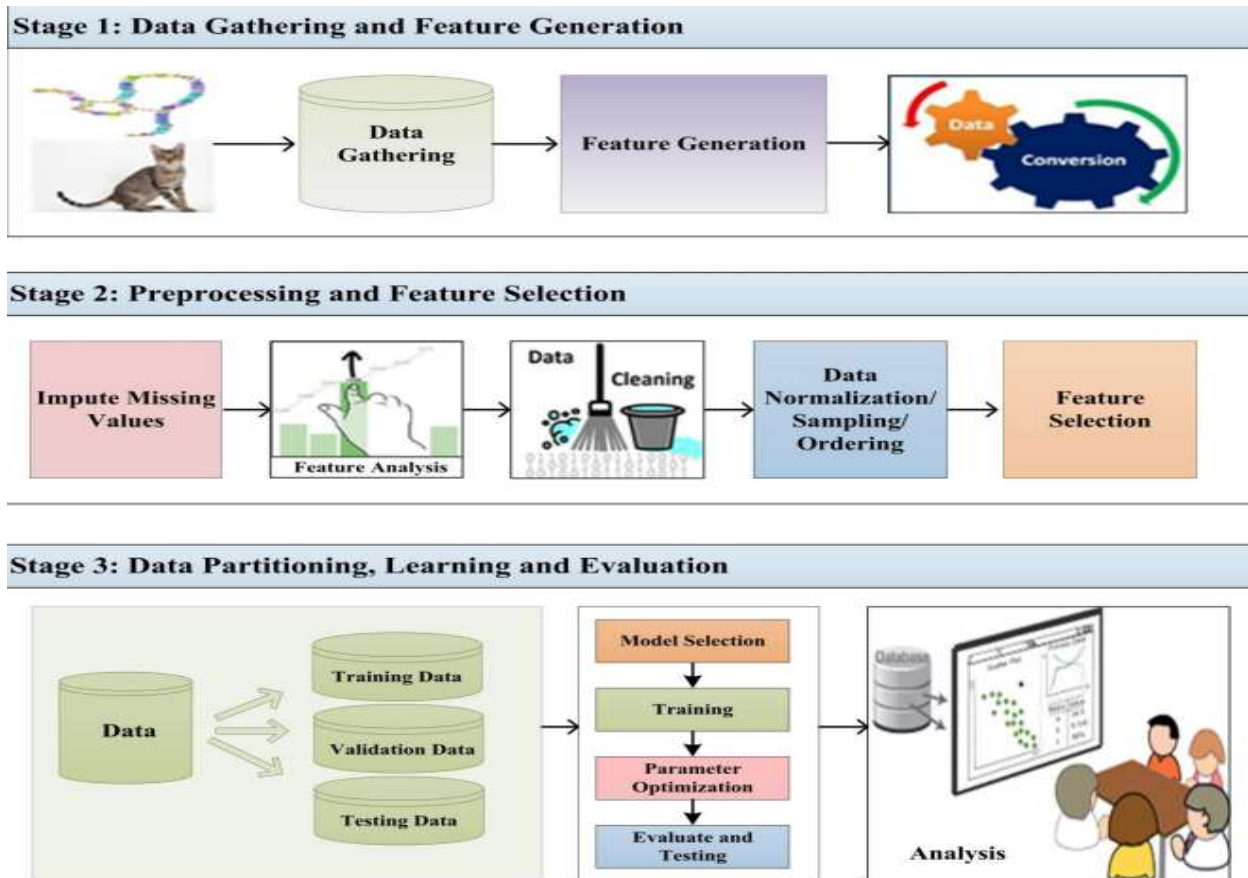 Stage 1: Data Gathering and Feature Generation
Data
Gathering
Feature Generation
Data
Conversion
Stage 2: Preprocessing and Feature Selection
Impute Missing
Values
Feature Analysis
Data
Cleaning
Data
Normalization/
Sampling/
Ordering
Feature
Selection
Stage 3: Data Partitioning, Learning and Evaluation
Data
Training Data
Validation Data
Testing Data
Model Selection
Training
Parameter
Optimization
Evaluate and
Testing
Database
Scatter Plot
Analysis